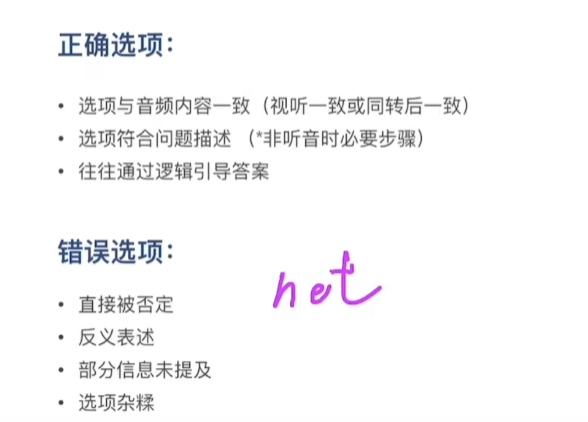 正确选项：
• 选项与音频内容一致（视听一致或同转后一致）
• 选项符合问题描述 （*非听音时必要步骤）
• 往往通过逻辑引导答案
错误选项：
• 直接被否定
not
• 反义表述
• 部分信息未提及
• 选项杂糅